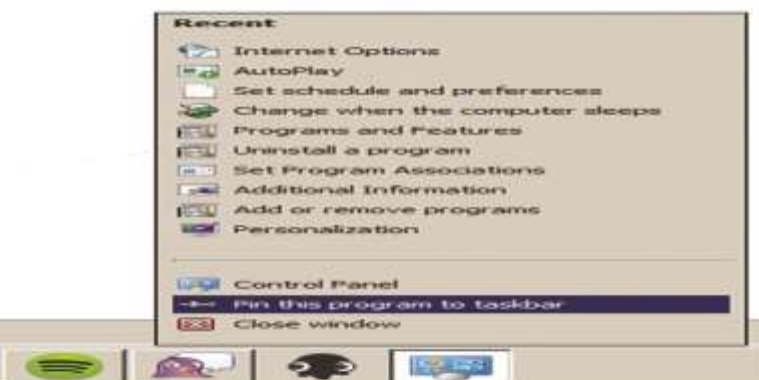 Recent
Internet Options
AutoPlay
Set schedule and preferences
Change when the computer sleeps
Programs and Features
Uninstall a program
Set Program Associations
Additional Information
Add or remove programs
Personalization
Control Panel
Pin this program to taskbar
Close window